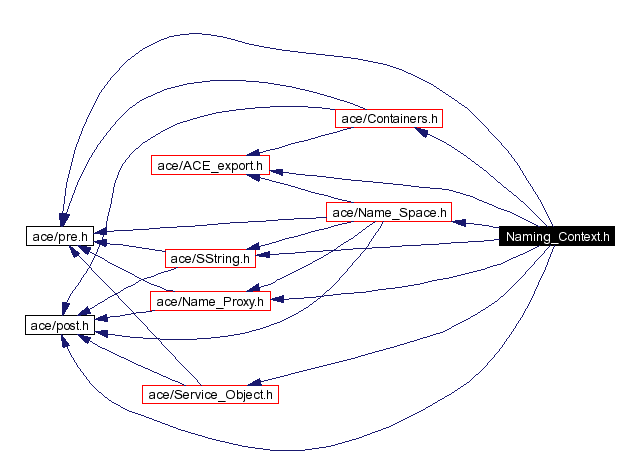 ace/Containers.h
ace/ACE_export.h
ace/Name_Space.h
ace/pre.h
Naming_Context.h
ace/SString.h
ace/Name_Proxy.h
ace/post.h
ace/Service_Object.h